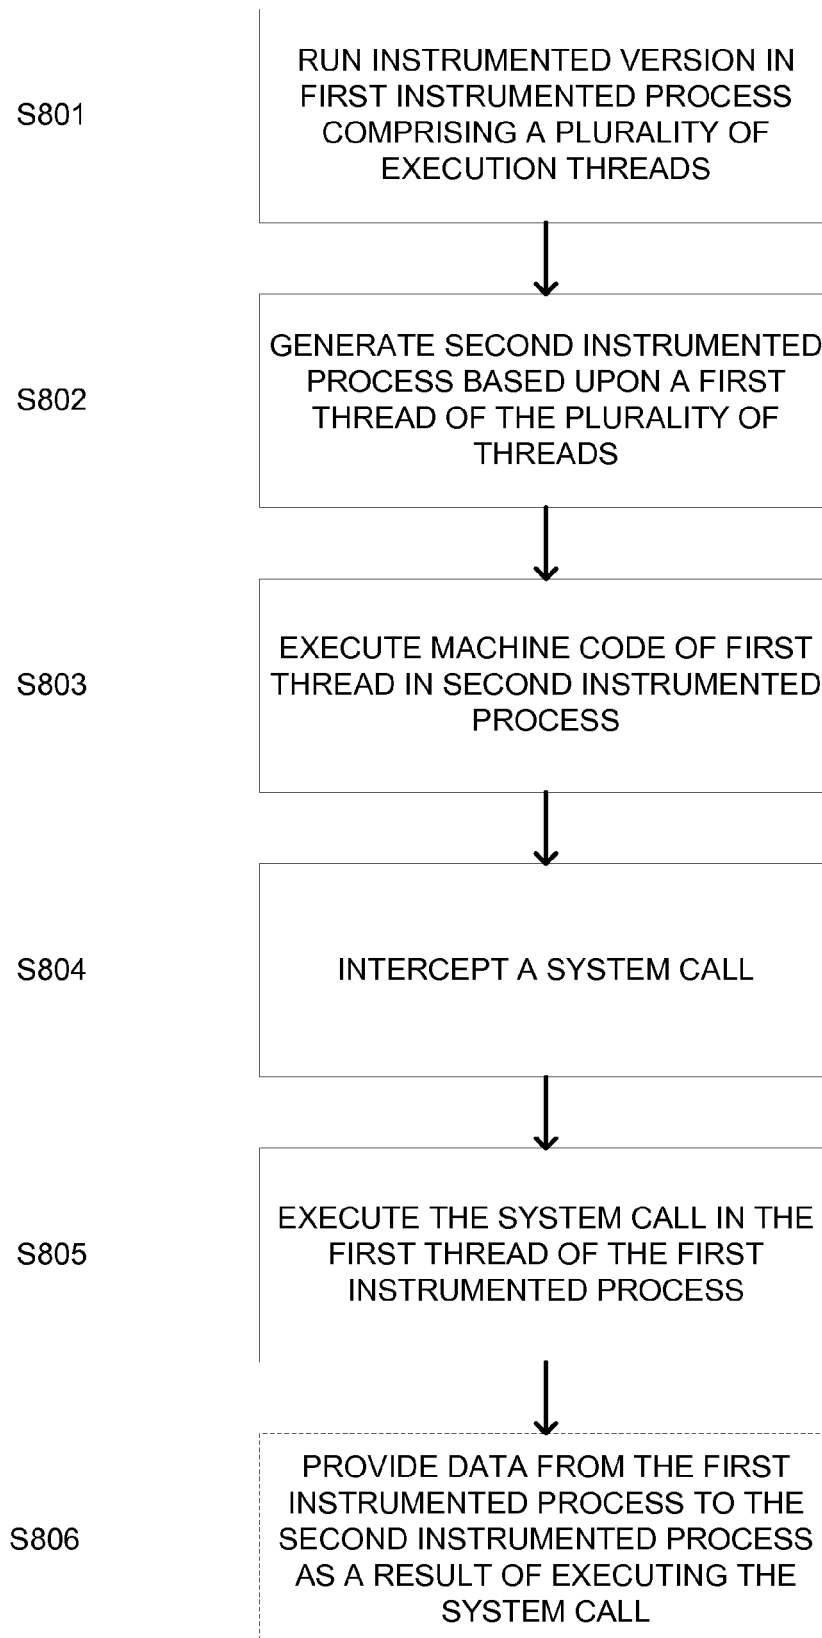 S801
RUN INSTRUMENTED VERSION IN
FIRST INSTRUMENTED PROCESS
COMPRISING A PLURALITY OF
EXECUTION THREADS
S802
GENERATE SECOND INSTRUMENTED
PROCESS BASED UPON A FIRST
THREAD OF THE PLURALITY OF
THREADS
S803
EXECUTE MACHINE CODE OF FIRST
THREAD IN SECOND INSTRUMENTED
PROCESS
S804
INTERCEPT A SYSTEM CALL
S805
EXECUTE THE SYSTEM CALL IN THE
FIRST THREAD OF THE FIRST
INSTRUMENTED PROCESS
S806
PROVIDE DATA FROM THE FIRST
INSTRUMENTED PROCESS TO THE
SECOND INSTRUMENTED PROCESS
AS A RESULT OF EXECUTING THE
SYSTEM CALL